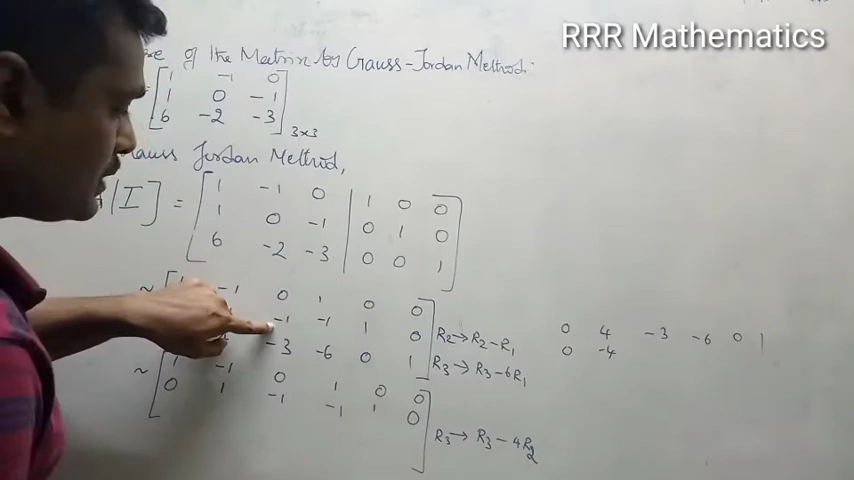 RRR Mathematics
of the Matrix by Gauss-Jordan Method:
1 -1 0
1 0 -1
6 -2 -3
3×3
Jordan Method,
I ] = [ 1 -1 0 | 1 0 0 ]
1 0 -1 | 0 1 0
6 -2 -3 | 0 0 1
~ [ -1 0 1 0 0 ]
-1 -1 1 0 R2→R2-R1 0 4 -3 -6 0 1
-3 -6 0 1 R3→R3-6R1 0 -4
~ [ 1 -1 0 1 0 0 ]
0 1 -1 -1 1 0
R3→R3-4R2